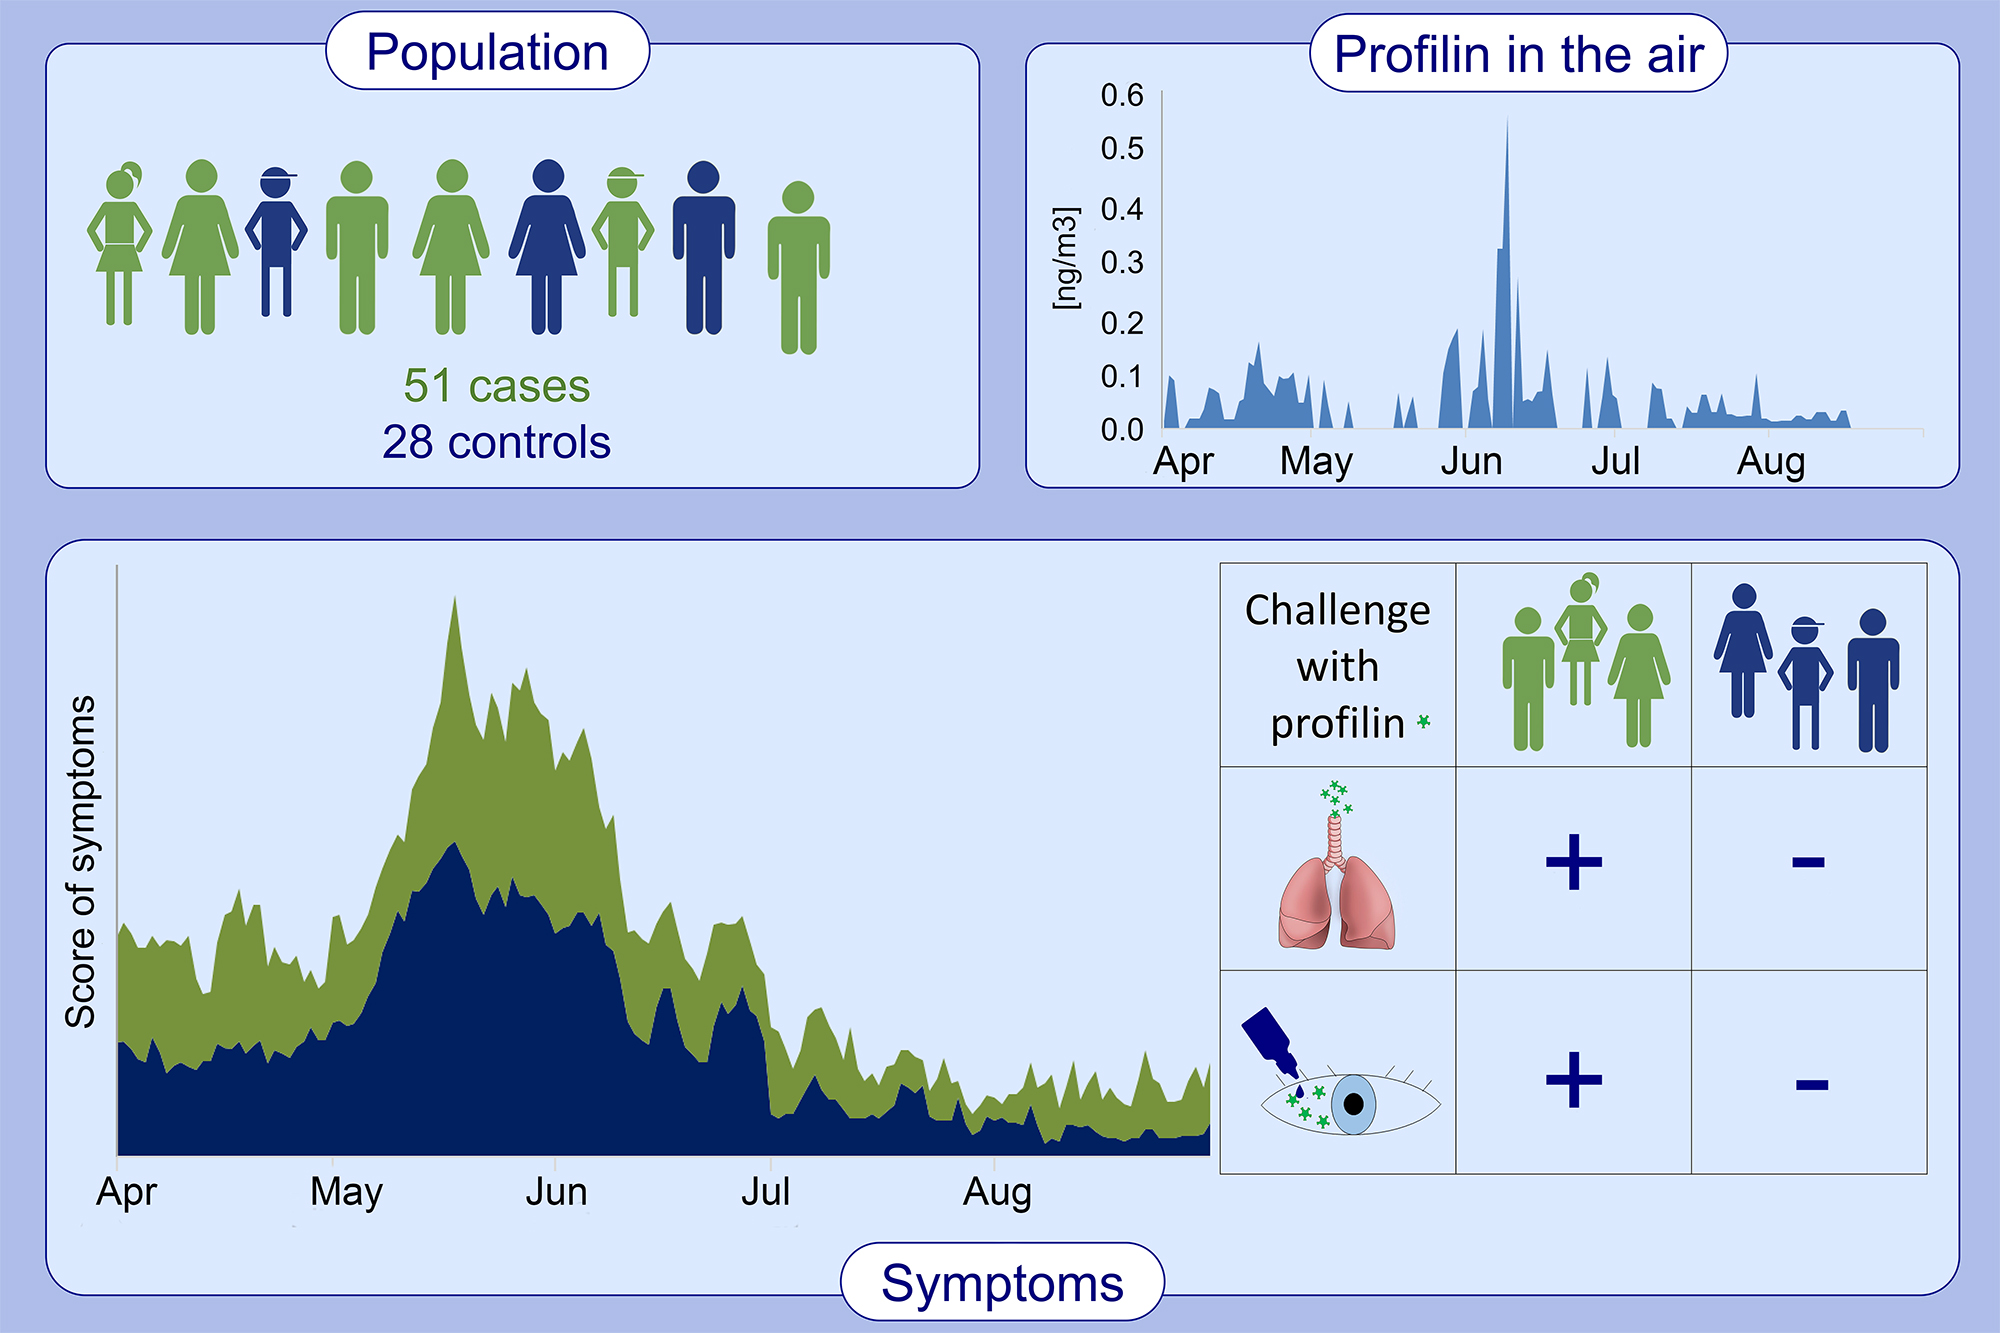 Population
51 cases
28 controls
Profilin in the air
[ng/m3]
0.6
0.5
0.4
0.3
0.2
0.1
0.0
Apr May Jun Jul Aug
Score of symptoms
Apr May Jun Jul Aug
Challenge
with
profilin
+ -
+ -
Symptoms